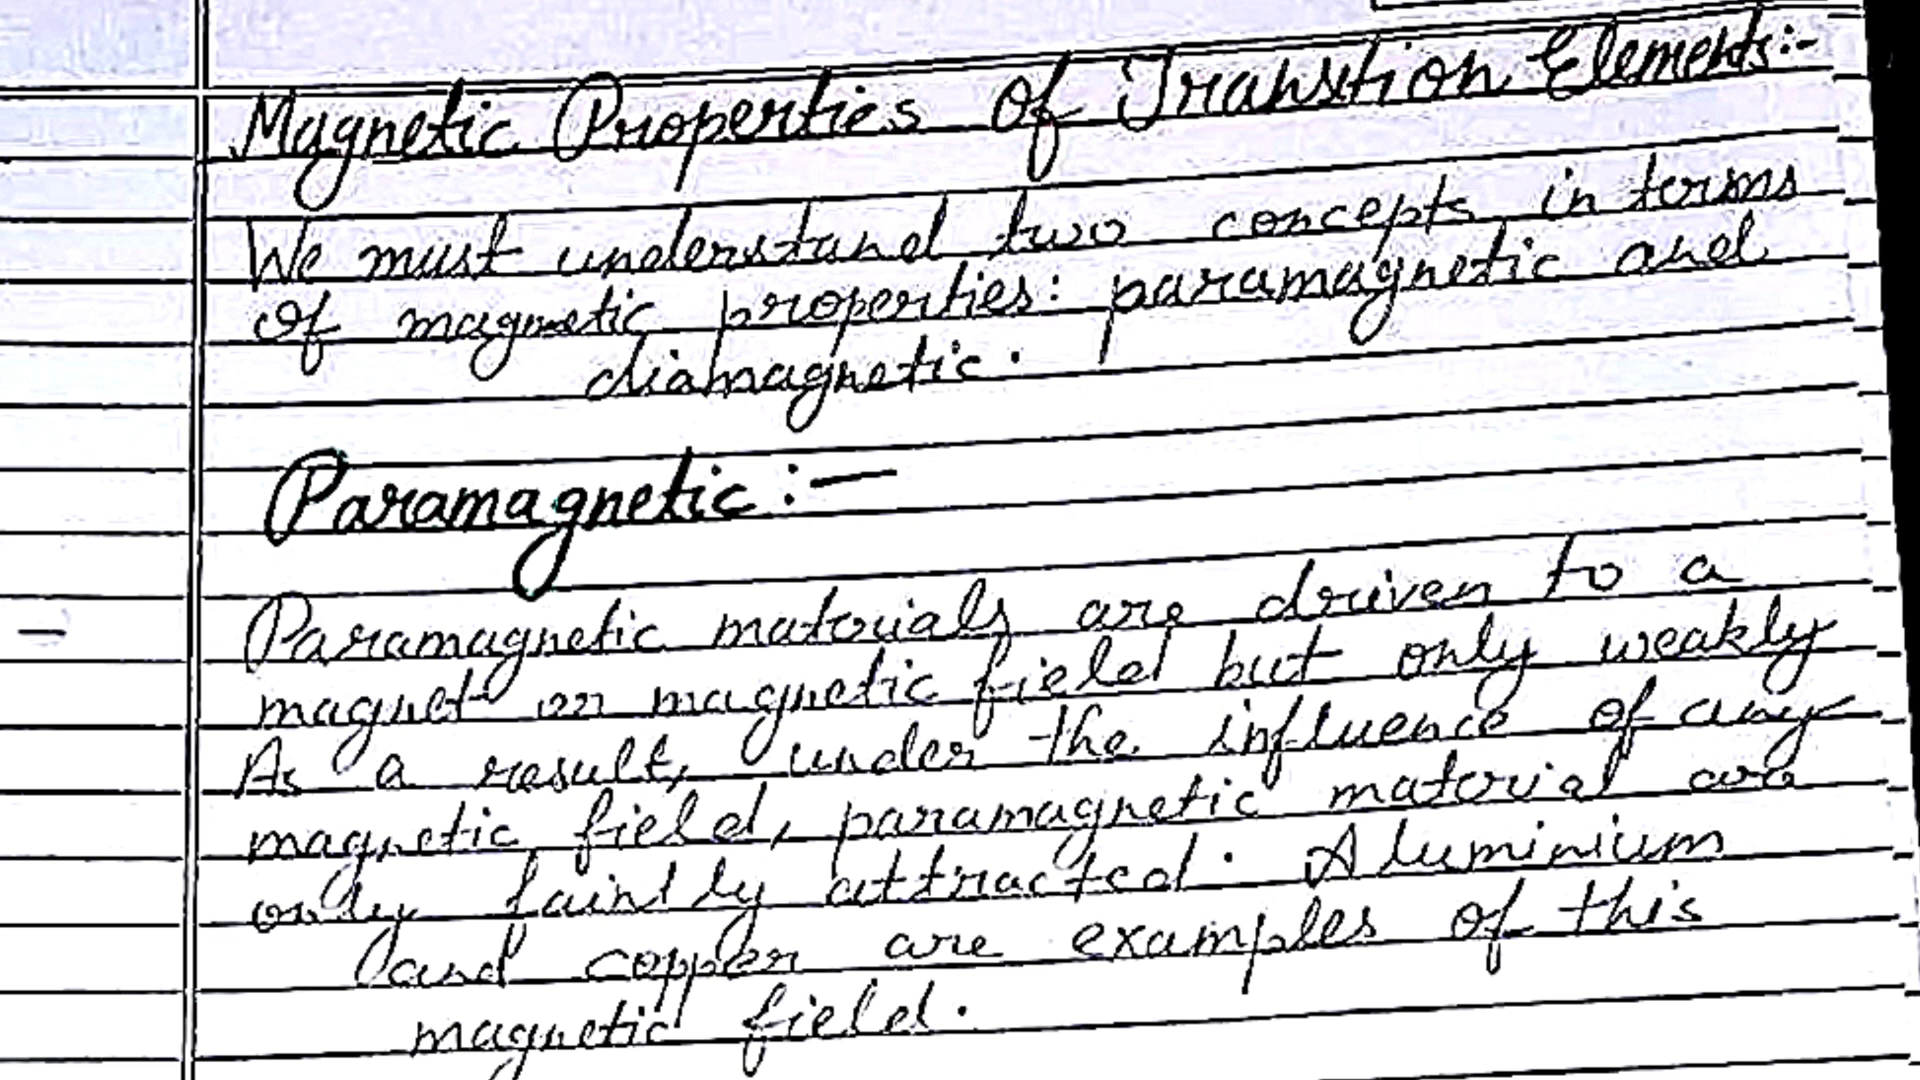 Magnetic Properties Of Transition Elements:-
We must understand two concepts in terms
of magnetic properties: paramagnetic and
diamagnetic.
Paramagnetic :-
Paramagnetic materials are driven to a
magnet or magnetic field but only weakly
As a result, under the influence of any
magnetic field, paramagnetic material are
only faintly attracted. Aluminium
and copper are examples of this
magnetic field.
-